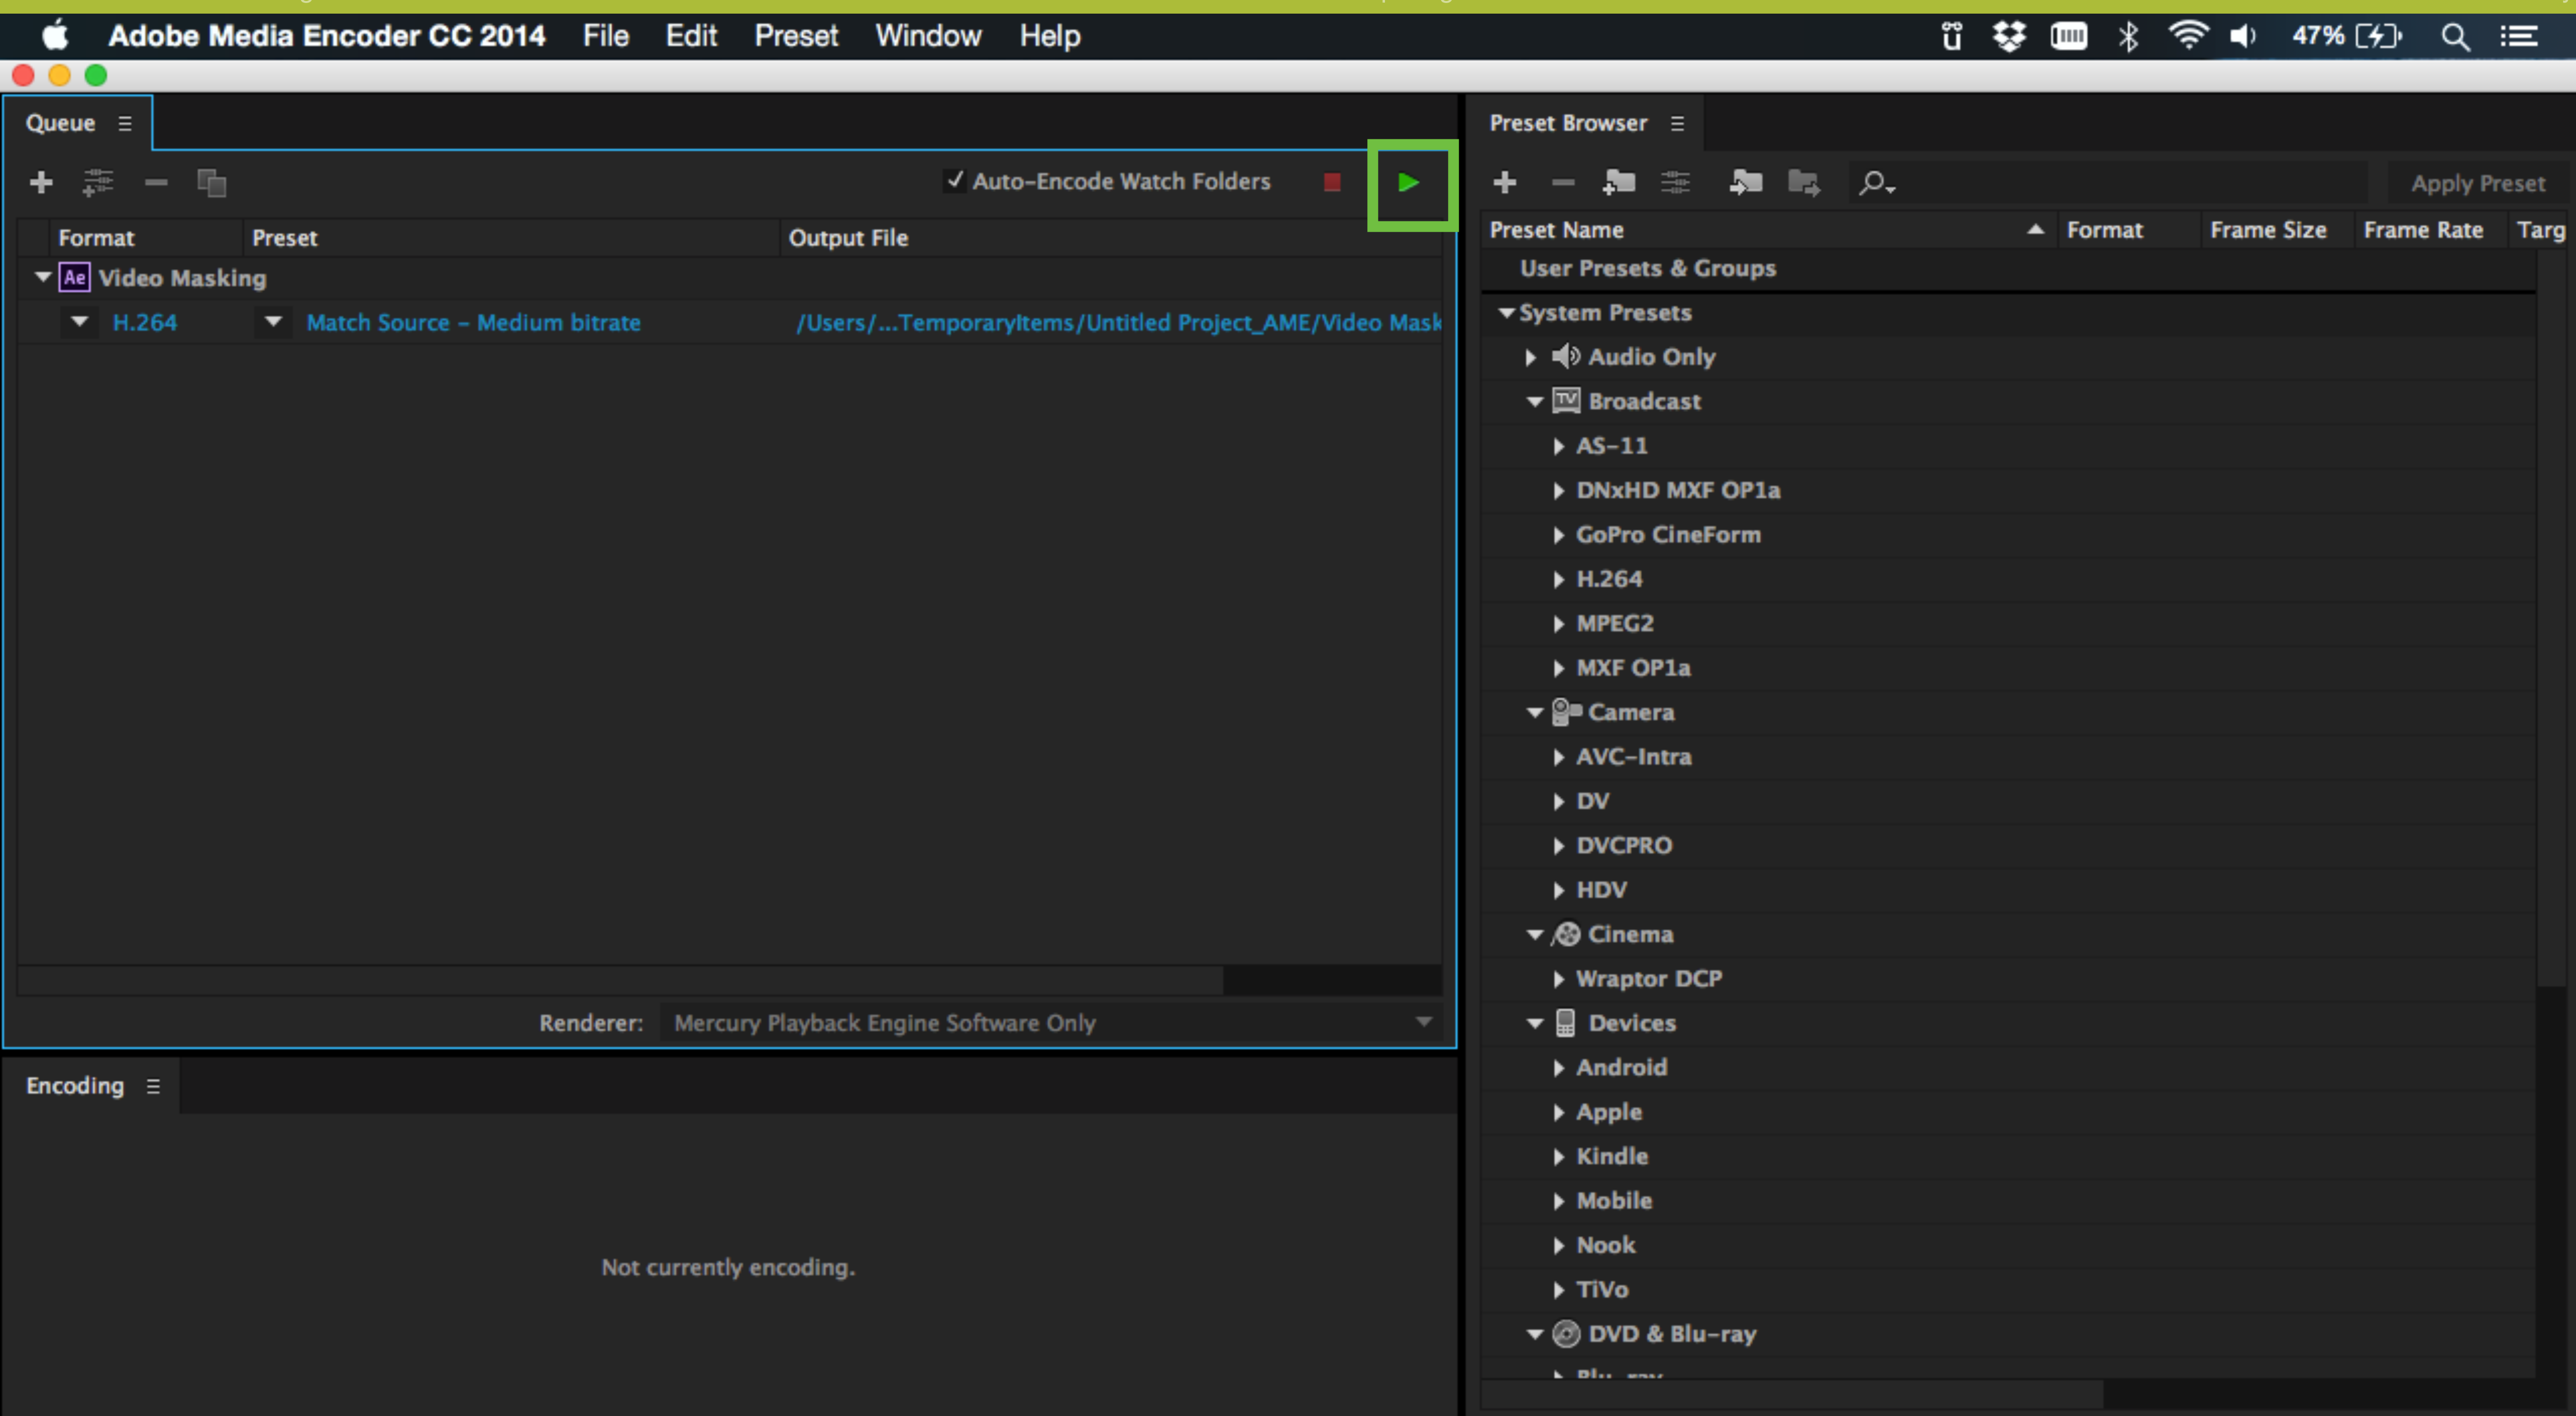 Adobe Media Encoder CC 2014 File Edit Preset Window Help 47%
Queue
Auto-Encode Watch Folders
Format Preset Output File
Ae Video Masking
H.264 Match Source - Medium bitrate /Users/...TemporaryItems/Untitled Project_AME/Video Mask
Renderer: Mercury Playback Engine Software Only
Encoding
Not currently encoding.
Preset Browser
Apply Preset
Preset Name Format Frame Size Frame Rate Targ
User Presets & Groups
System Presets
Audio Only
TV Broadcast
AS-11
DNxHD MXF OP1a
GoPro CineForm
H.264
MPEG2
MXF OP1a
Camera
AVC-Intra
DV
DVCPRO
HDV
Cinema
Wraptor DCP
Devices
Android
Apple
Kindle
Mobile
Nook
TiVo
DVD & Blu-ray
Blu-ray